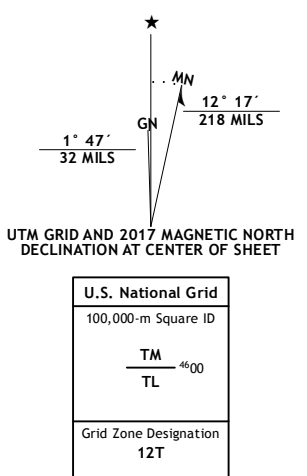 ★
MN
GN
12° 17´
218 MILS
1° 47´
32 MILS
UTM GRID AND 2017 MAGNETIC NORTH
DECLINATION AT CENTER OF SHEET
U.S. National Grid
100,000-m Square ID
TM
4600
TL
Grid Zone Designation
12T